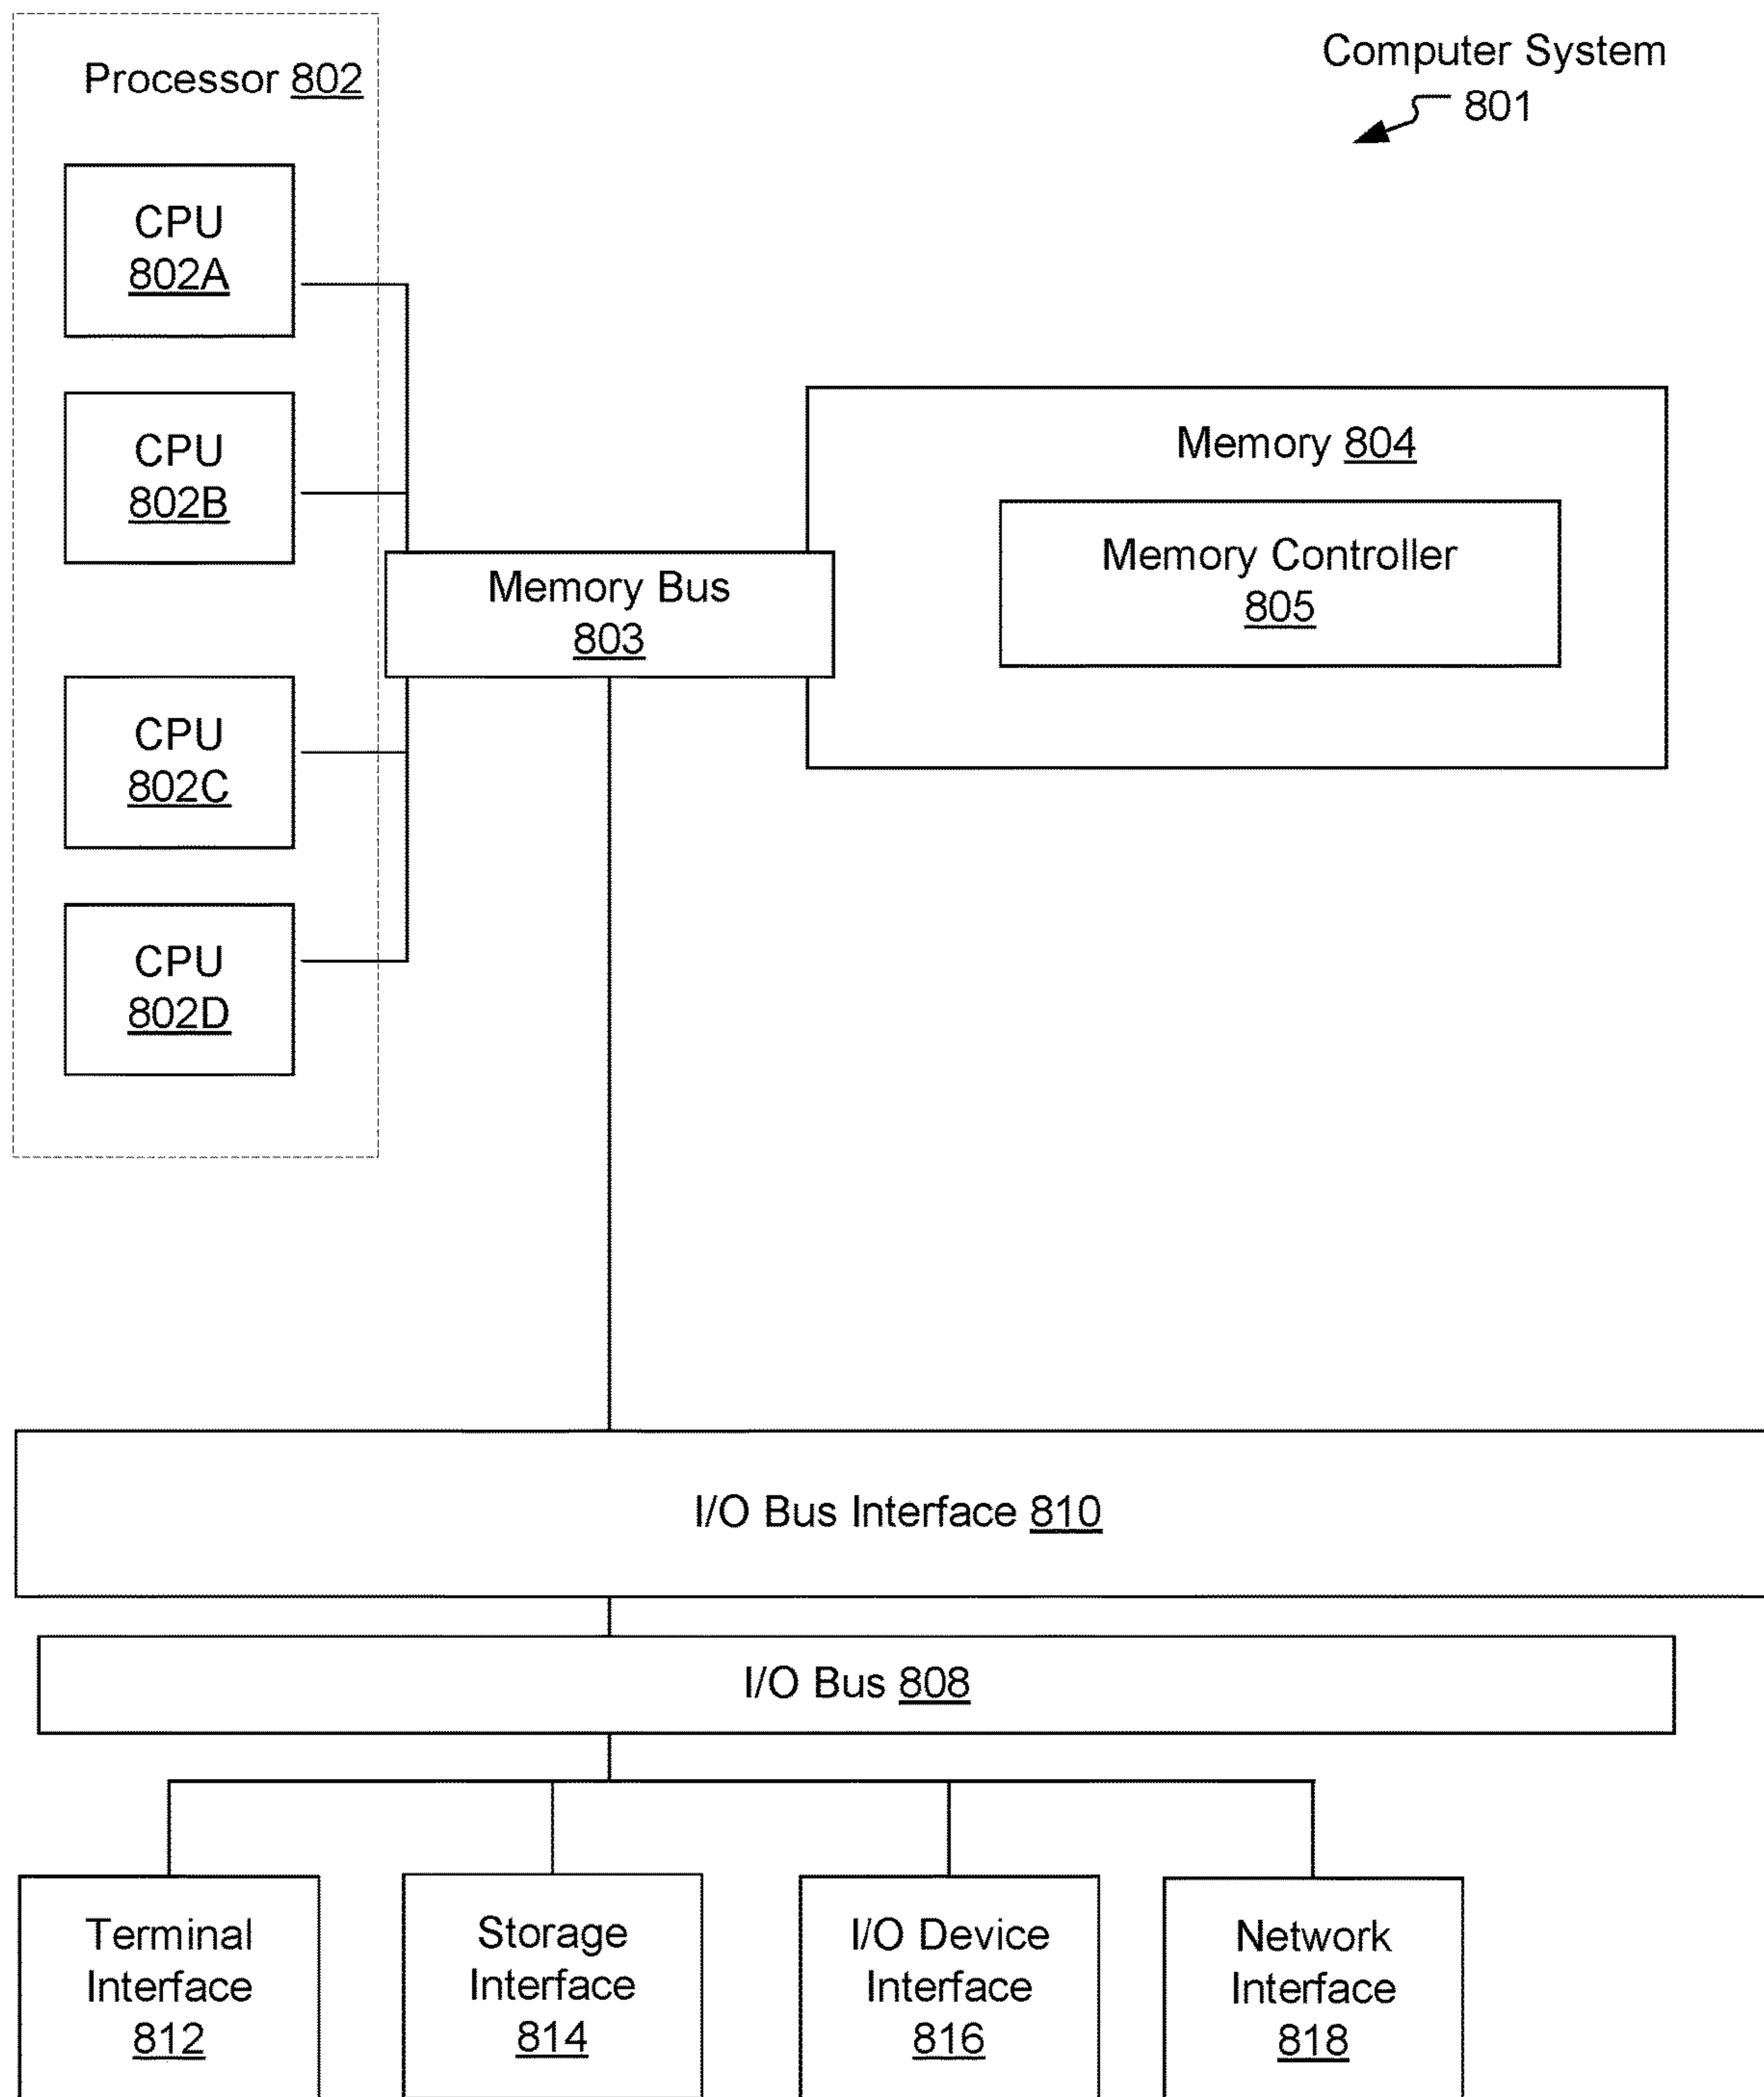 Computer System
801
Processor 802
CPU
802A
CPU
802B
CPU
802C
CPU
802D
Memory Bus
803
Memory 804
Memory Controller
805
I/O Bus Interface 810
I/O Bus 808
Terminal
Interface
812
Storage
Interface
814
I/O Device
Interface
816
Network
Interface
818